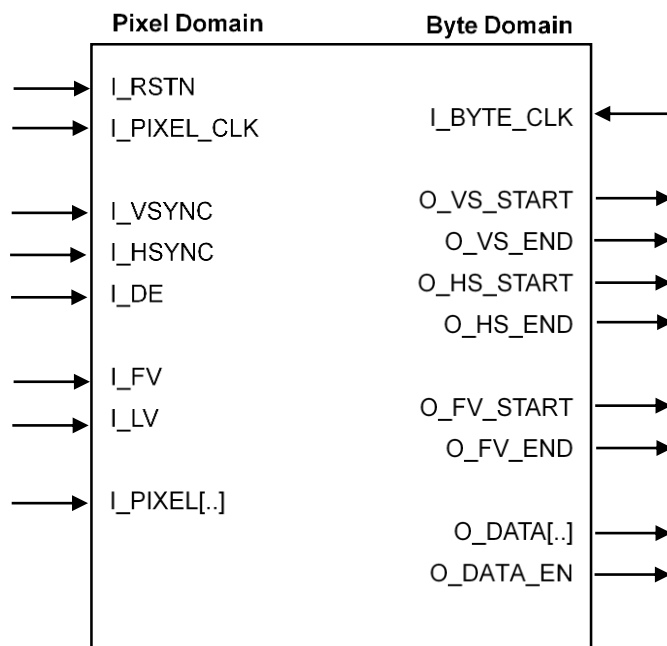 Pixel Domain
Byte Domain
I_RSTN
I_PIXEL_CLK
I_BYTE_CLK
I_VSYNC
I_HSYNC
I_DE
O_VS_START
O_VS_END
O_HS_START
O_HS_END
I_FV
I_LV
O_FV_START
O_FV_END
I_PIXEL[..]
O_DATA[..]
O_DATA_EN